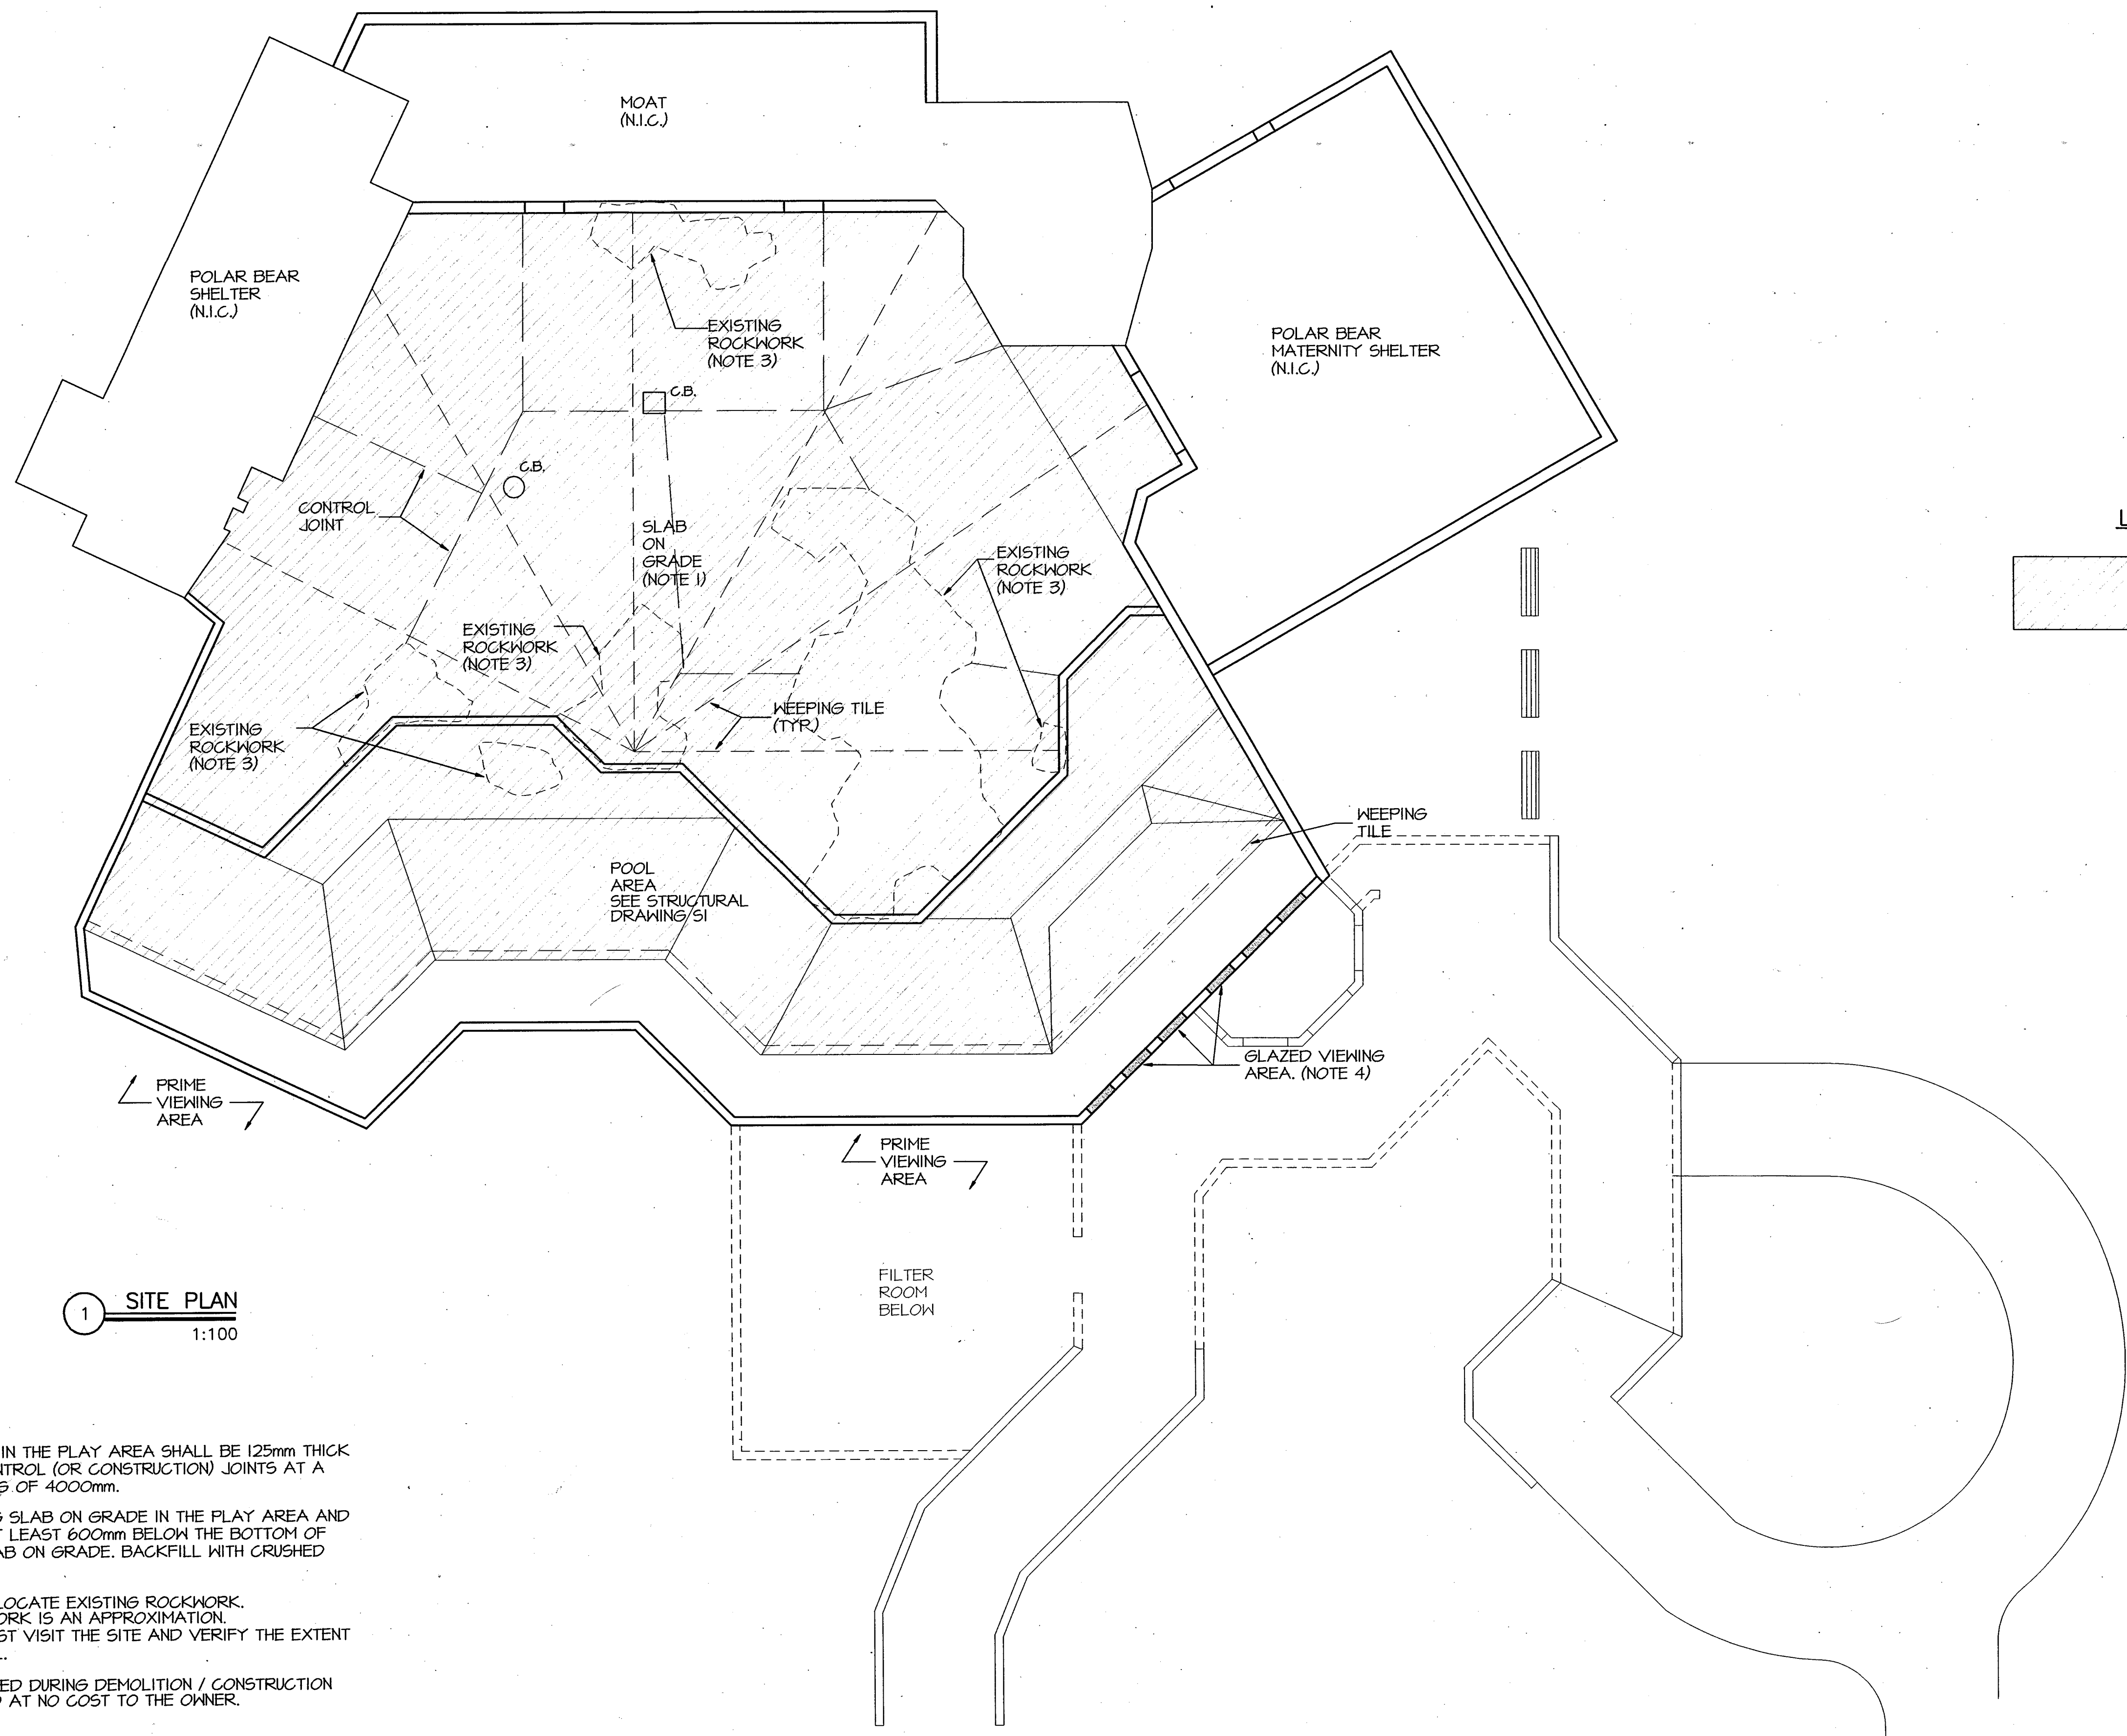 MOAT
(N.I.C.)
POLAR BEAR
SHELTER
(N.I.C.)
EXISTING
ROCKWORK
(NOTE 3)
POLAR BEAR
MATERNITY SHELTER
(N.I.C.)
C.B.
C.B.
CONTROL
JOINT
SLAB
ON
GRADE
(NOTE 1)
L
EXISTING
ROCKWORK
(NOTE 3)
EXISTING
ROCKWORK
(NOTE 3)
WEEPING TILE
(TYP.)
EXISTING
ROCKWORK
(NOTE 3)
WEEPING
TILE
POOL
AREA
SEE STRUCTURAL
DRAWING S1
GLAZED VIEWING
AREA. (NOTE 4)
PRIME
VIEWING
AREA
PRIME
VIEWING
AREA
FILTER
ROOM
BELOW
1 SITE PLAN
1:100
IN THE PLAY AREA SHALL BE 125mm THICK
NTROL (OR CONSTRUCTION) JOINTS AT A
G OF 4000mm.
G SLAB ON GRADE IN THE PLAY AREA AND
T LEAST 600mm BELOW THE BOTTOM OF
AB ON GRADE. BACKFILL WITH CRUSHED
LOCATE EXISTING ROCKWORK.
ORK IS AN APPROXIMATION.
ST VISIT THE SITE AND VERIFY THE EXTENT
ED DURING DEMOLITION / CONSTRUCTION
D AT NO COST TO THE OWNER.